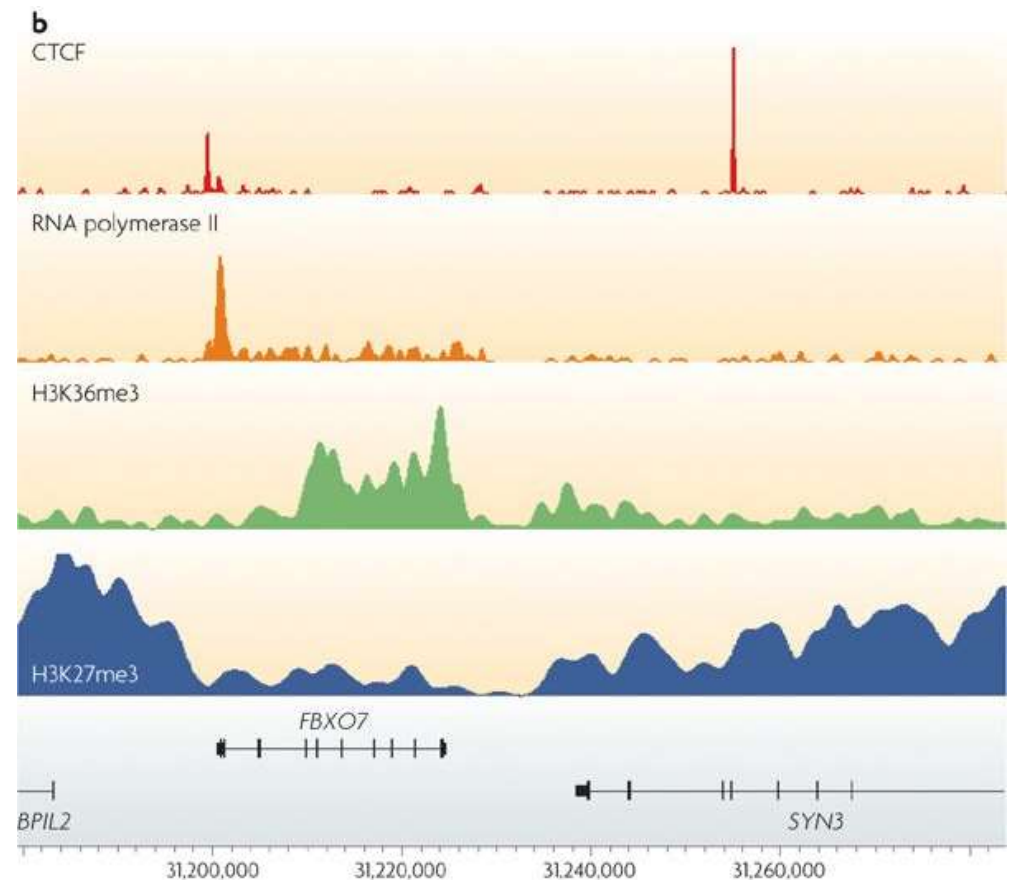 b
CTCF
RNA polymerase II
H3K36me3
H3K27me3
FBXO7
BPIL2
SYN3
31,200,000 31,220,000 31,240,000 31,260,000